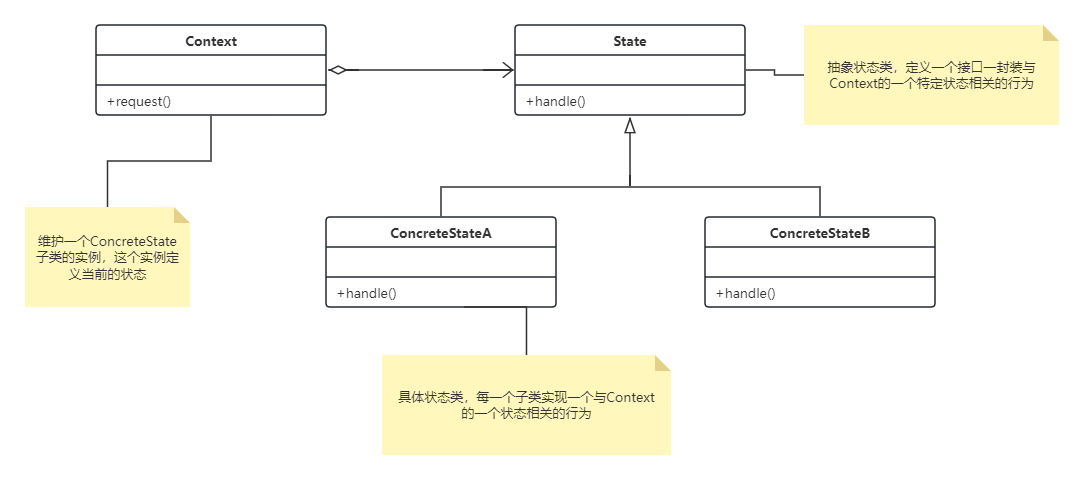 Context
+request()
State
+handle()
抽象状态类，定义一个接口一封装与
Context的一个特定状态相关的行为
维护一个ConcreteState
子类的实例，这个实例定
义当前的状态
ConcreteStateA
+handle()
ConcreteStateB
+handle()
具体状态类，每一个子类实现一个与Context
的一个状态相关的行为